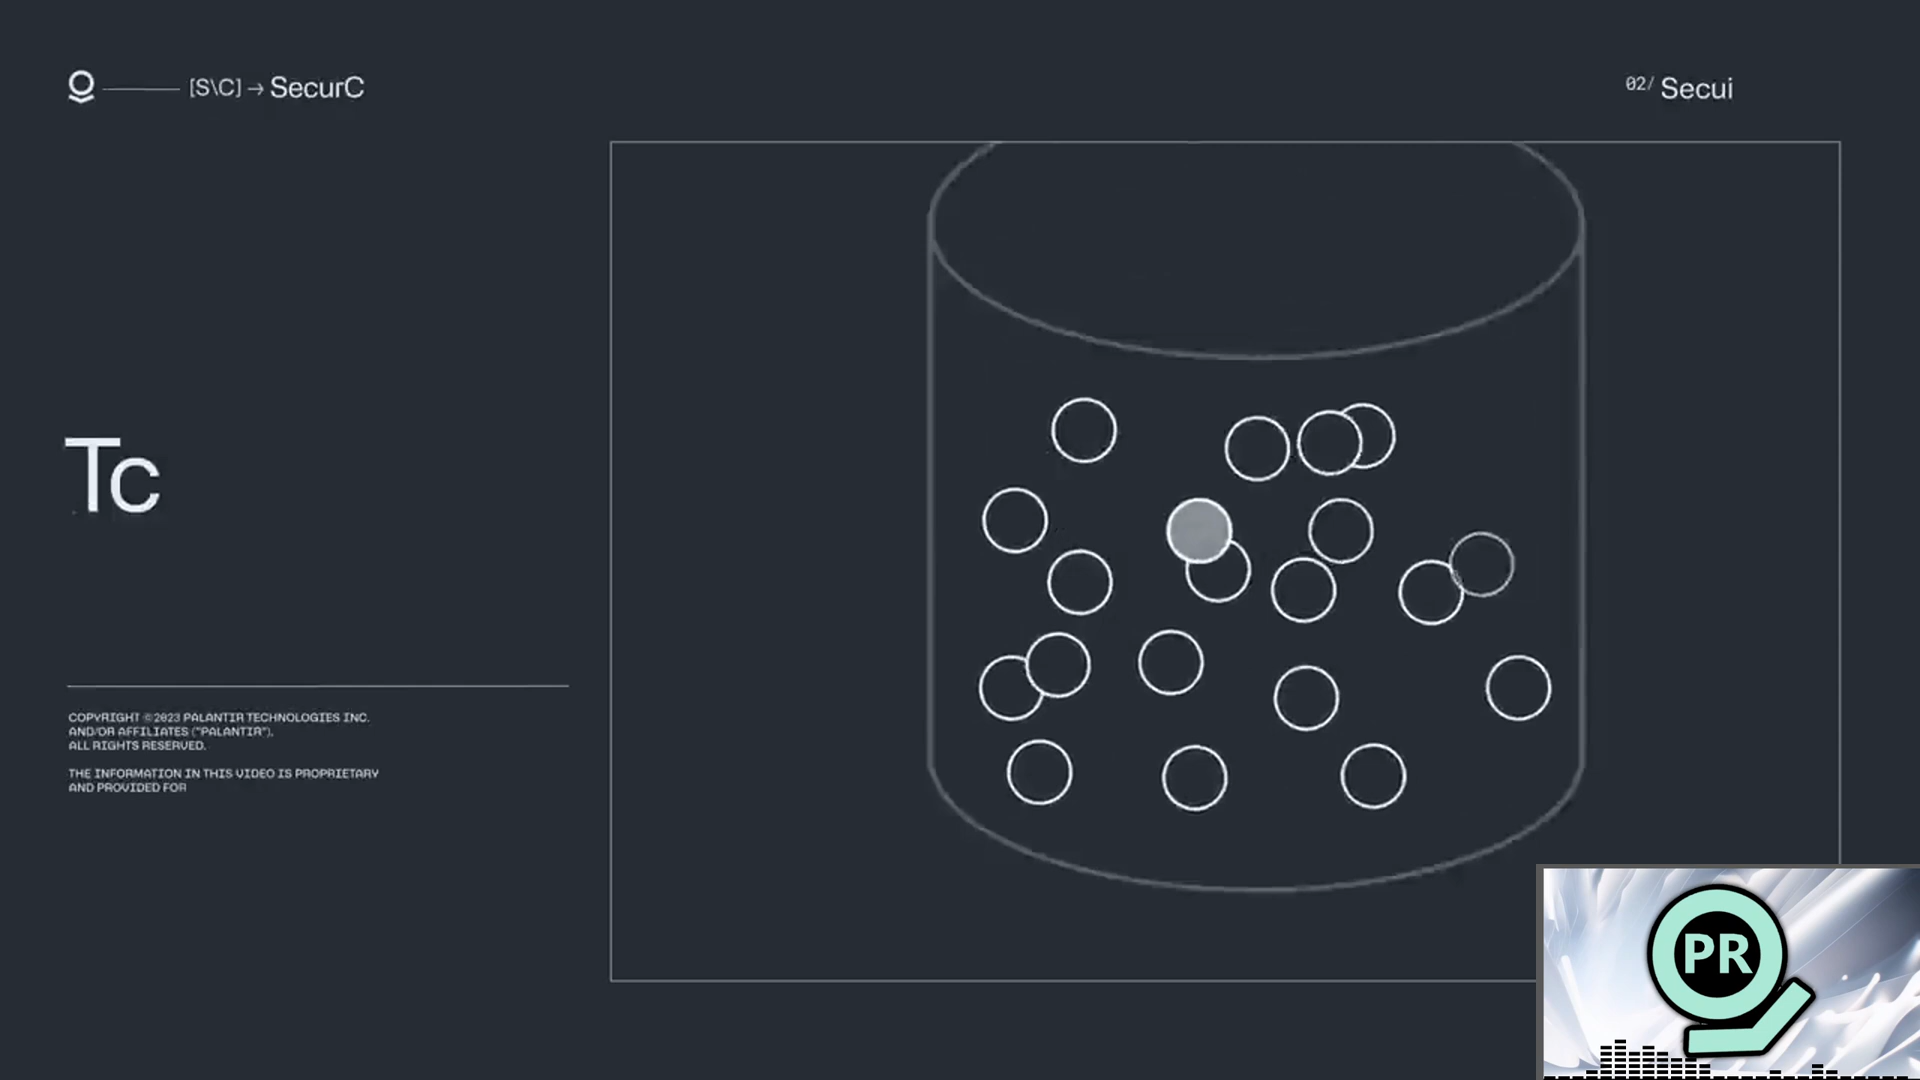 [S\C] → SecurC
02/ Secui
Tc
COPYRIGHT ©2023 PALANTIR TECHNOLOGIES INC.
AND/OR AFFILIATES ("PALANTIR").
ALL RIGHTS RESERVED.
THE INFORMATION IN THIS VIDEO IS PROPRIETARY
AND PROVIDED FOR
PR